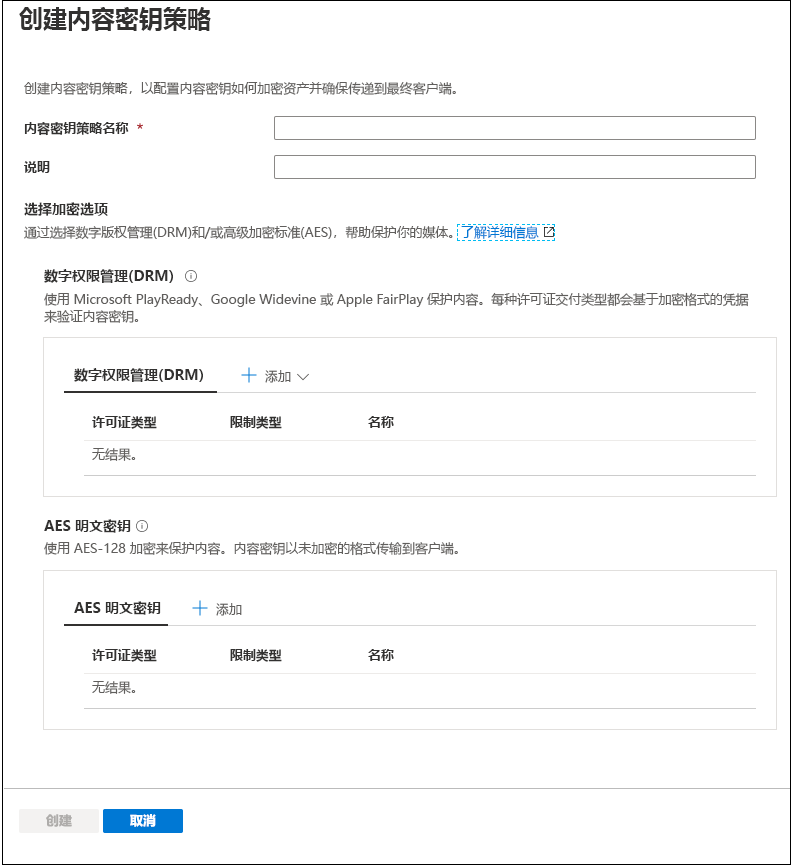 创建内容密钥策略
创建内容密钥策略，以配置内容密钥如何加密资产并确保传递到最终客户端。
内容密钥策略名称 *
说明
选择加密选项
通过选择数字版权管理(DRM)和/或高级加密标准(AES)，帮助保护你的媒体。了解详细信息
数字权限管理(DRM)
使用 Microsoft PlayReady、Google Widevine 或 Apple FairPlay 保护内容。每种许可证交付类型都会基于加密格式的凭据
来验证内容密钥。
数字权限管理(DRM) 添加
许可证类型 限制类型 名称
无结果。
AES 明文密钥
使用 AES-128 加密来保护内容。内容密钥以未加密的格式传输到客户端。
AES 明文密钥 添加
许可证类型 限制类型 名称
无结果。
创建 取消